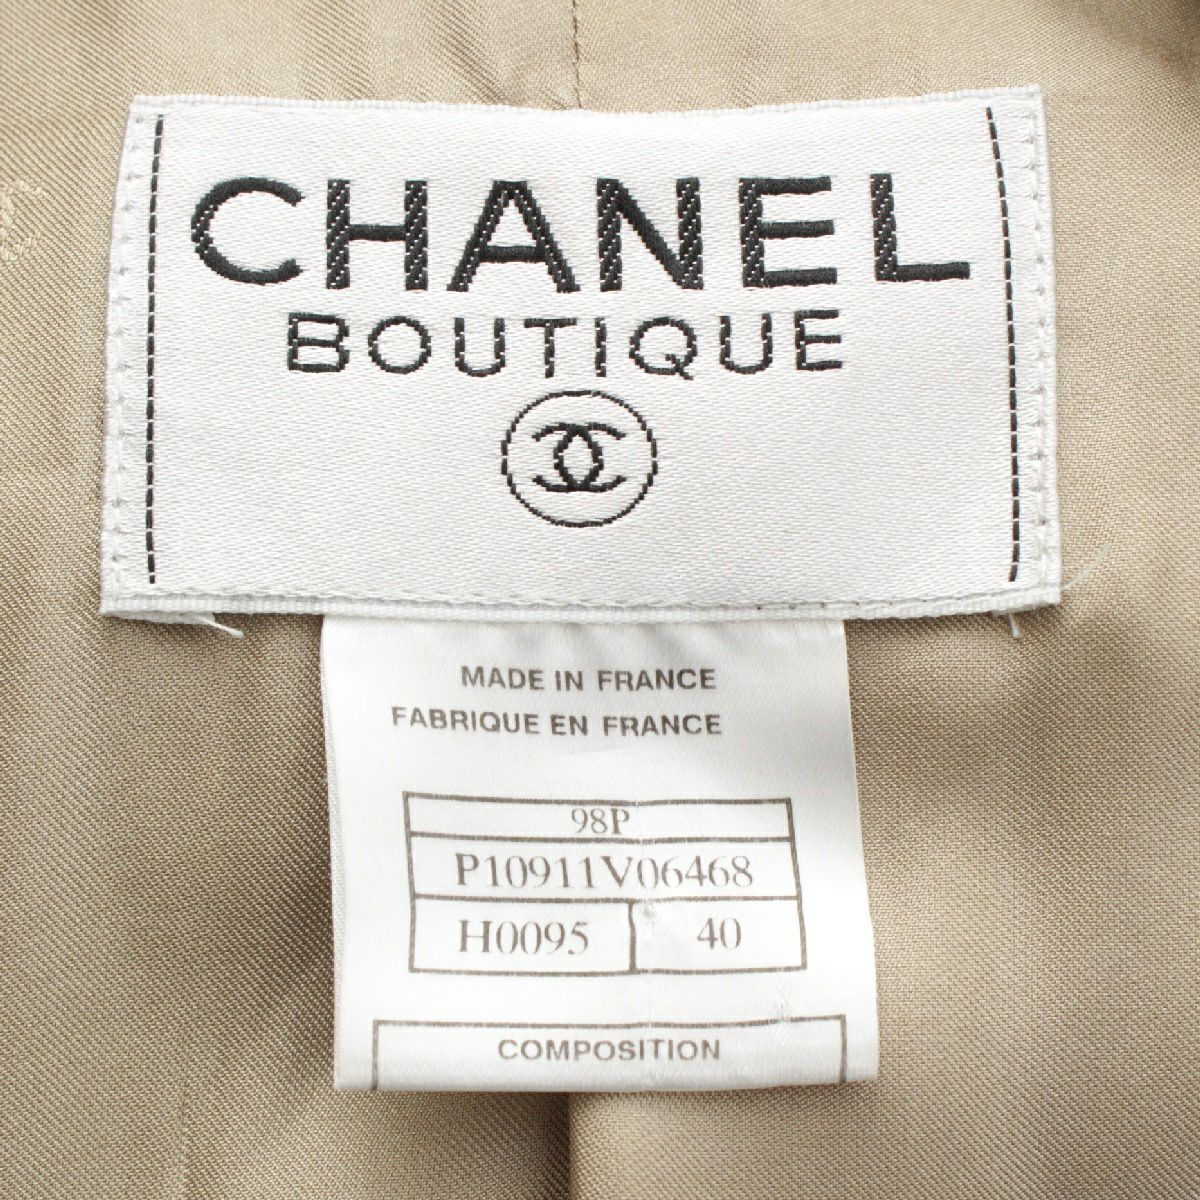 CHANEL
BOUTIQUE
MADE IN FRANCE
FABRIQUE EN FRANCE
98P
P10911V06468
H0095 40
COMPOSITION